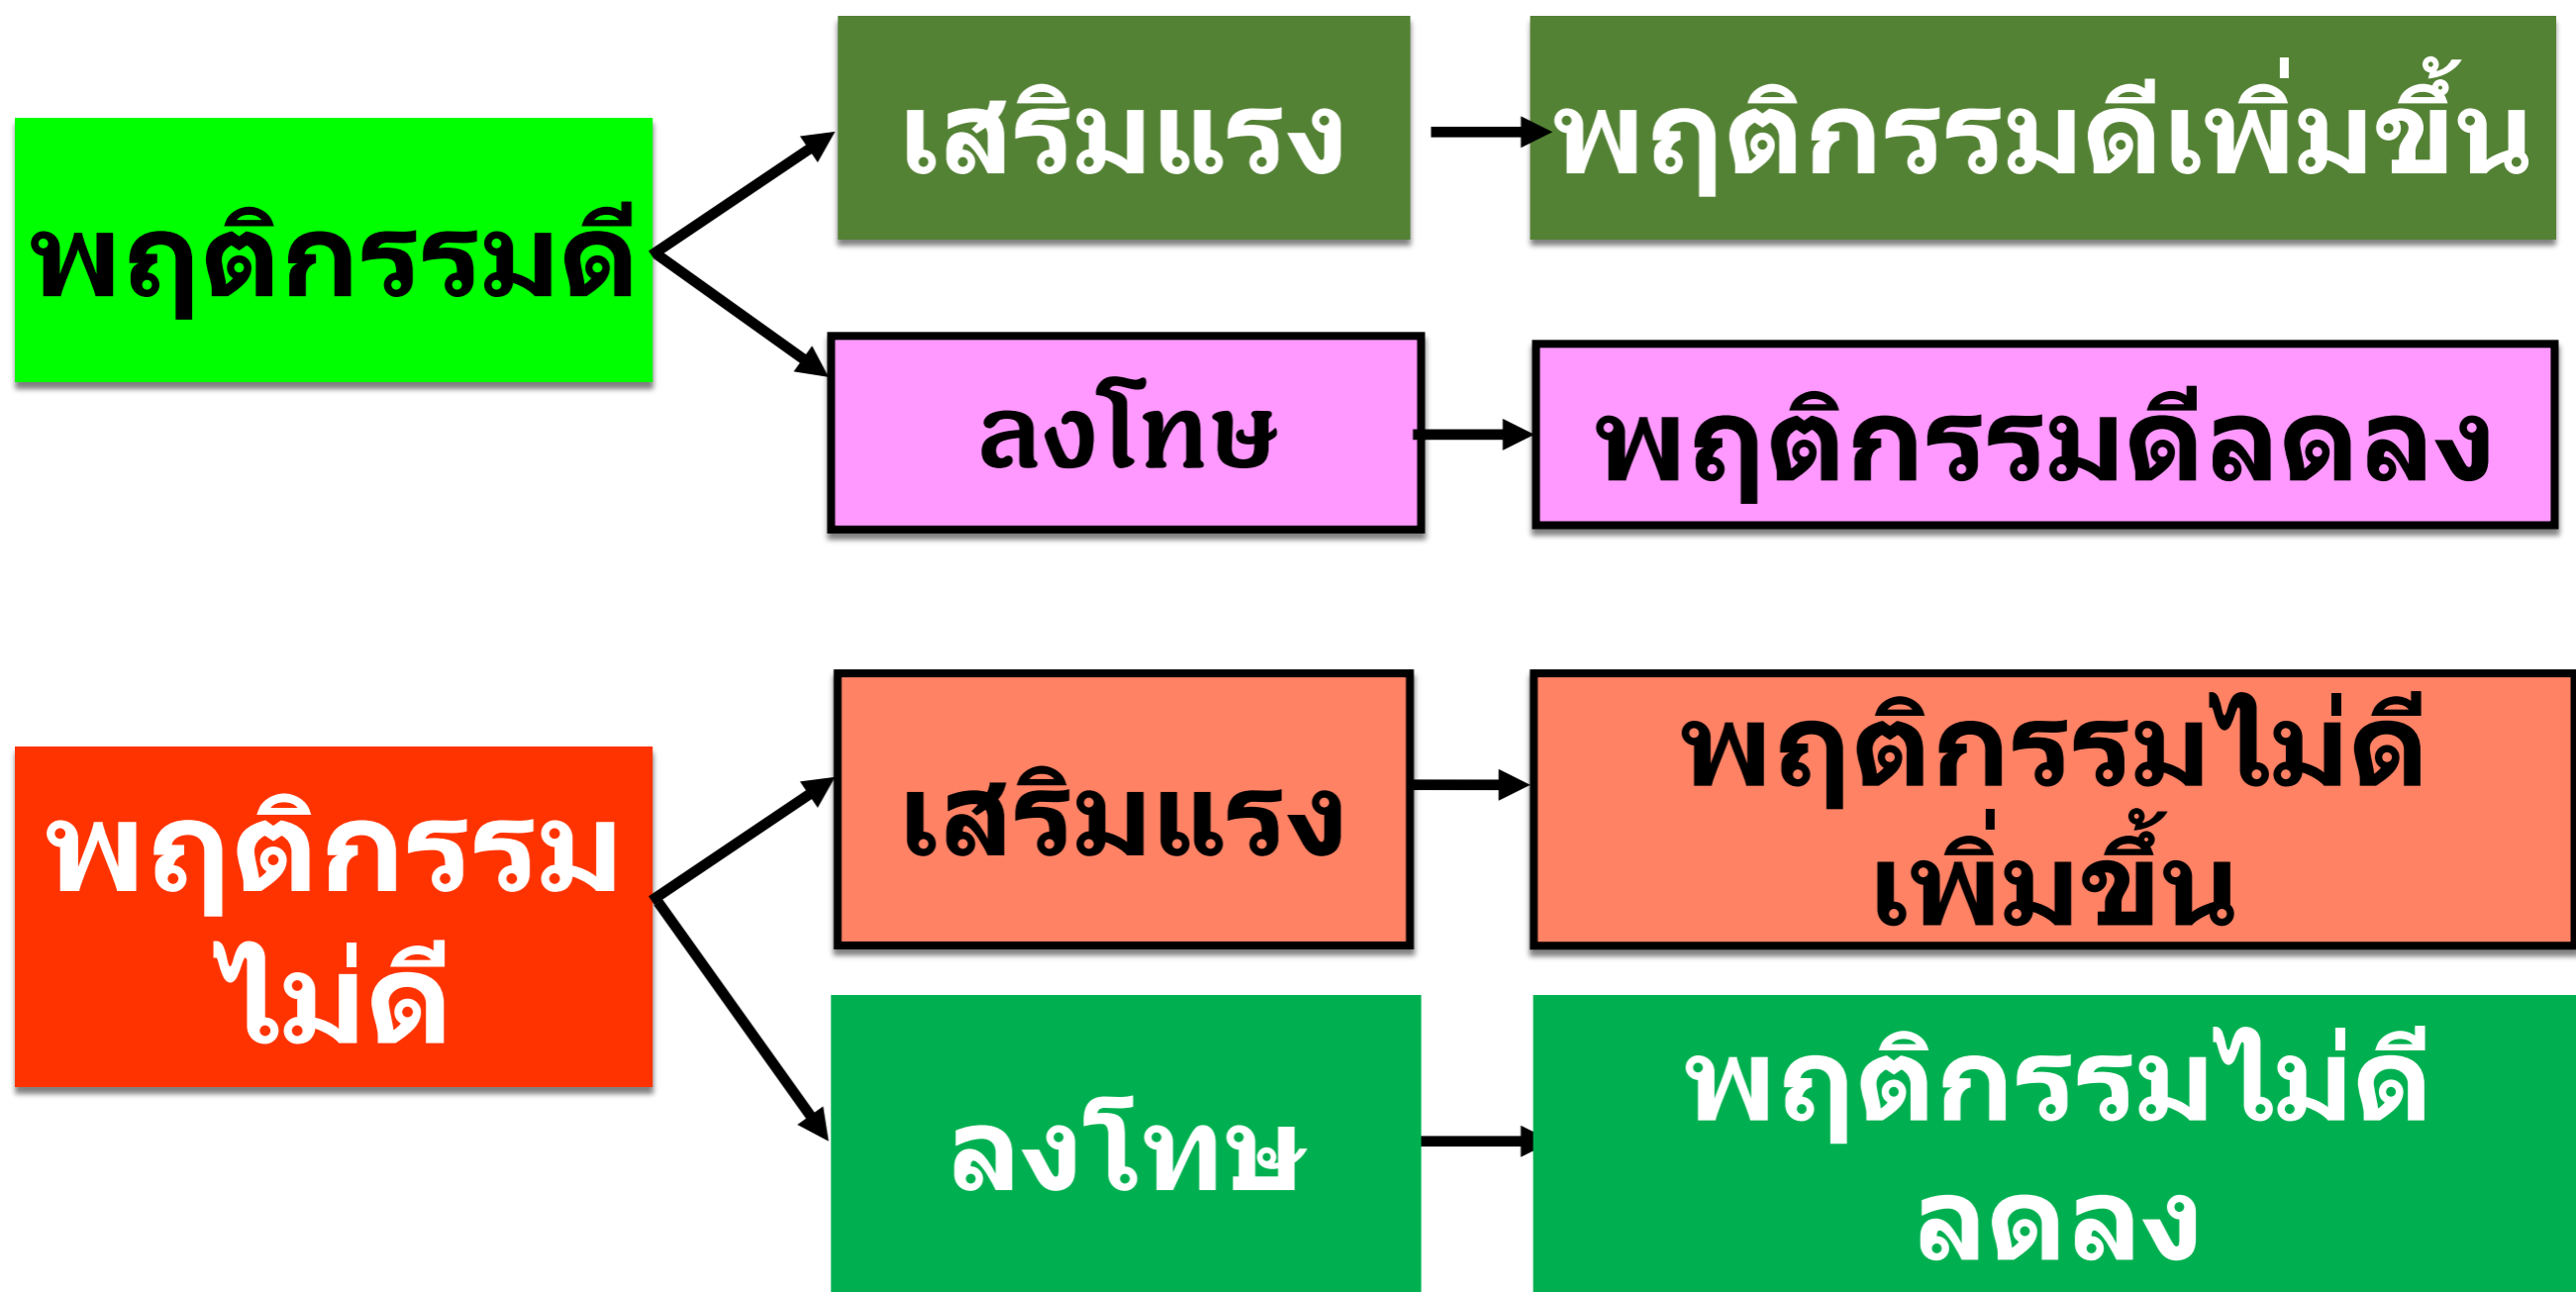 พฤติกรรมดี
เสริมแรง
พฤติกรรมดีเพิ่มขึ้น
ลงโทษ
พฤติกรรมดีลดลง
พฤติกรรม
ไม่ดี
เสริมแรง
พฤติกรรมไม่ดี
เพิ่มขึ้น
ลงโทษ
พฤติกรรมไม่ดี
ลดลง